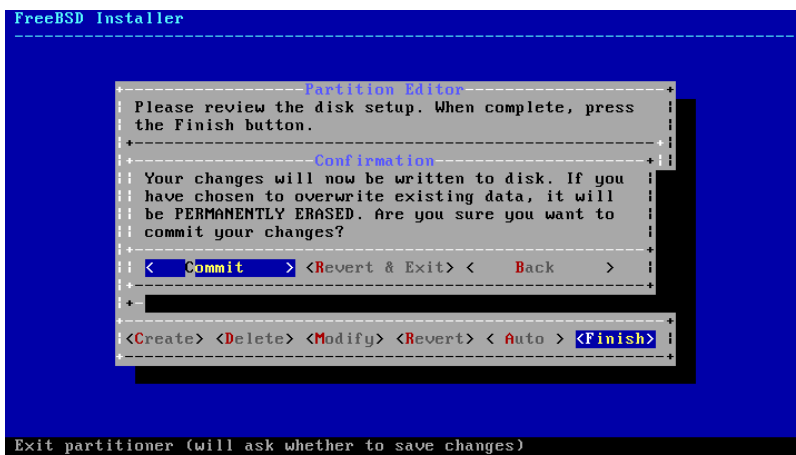 FreeBSD Installer
Partition Editor
Please review the disk setup. When complete, press
the Finish button.
Confirmation
Your changes will now be written to disk. If you
have chosen to overwrite existing data, it will
be PERMANENTLY ERASED. Are you sure you want to
commit your changes?
< Commit > <Revert & Exit> < Back >
<Create> <Delete> <Modify> <Revert> < Auto > <Finish>
Exit partitioner (will ask whether to save changes)